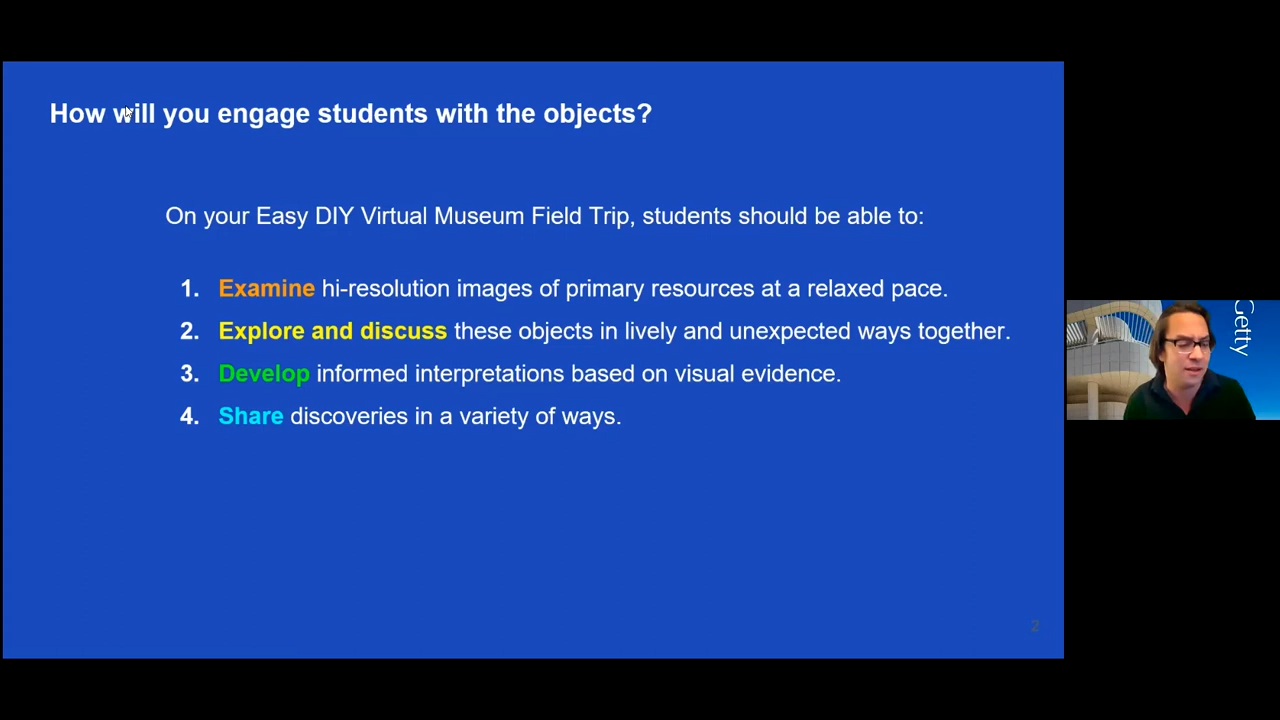 How will you engage students with the objects?
On your Easy DIY Virtual Museum Field Trip, students should be able to:
1. Examine hi-resolution images of primary resources at a relaxed pace.
2. Explore and discuss these objects in lively and unexpected ways together.
3. Develop informed interpretations based on visual evidence.
4. Share discoveries in a variety of ways.
Getty
2